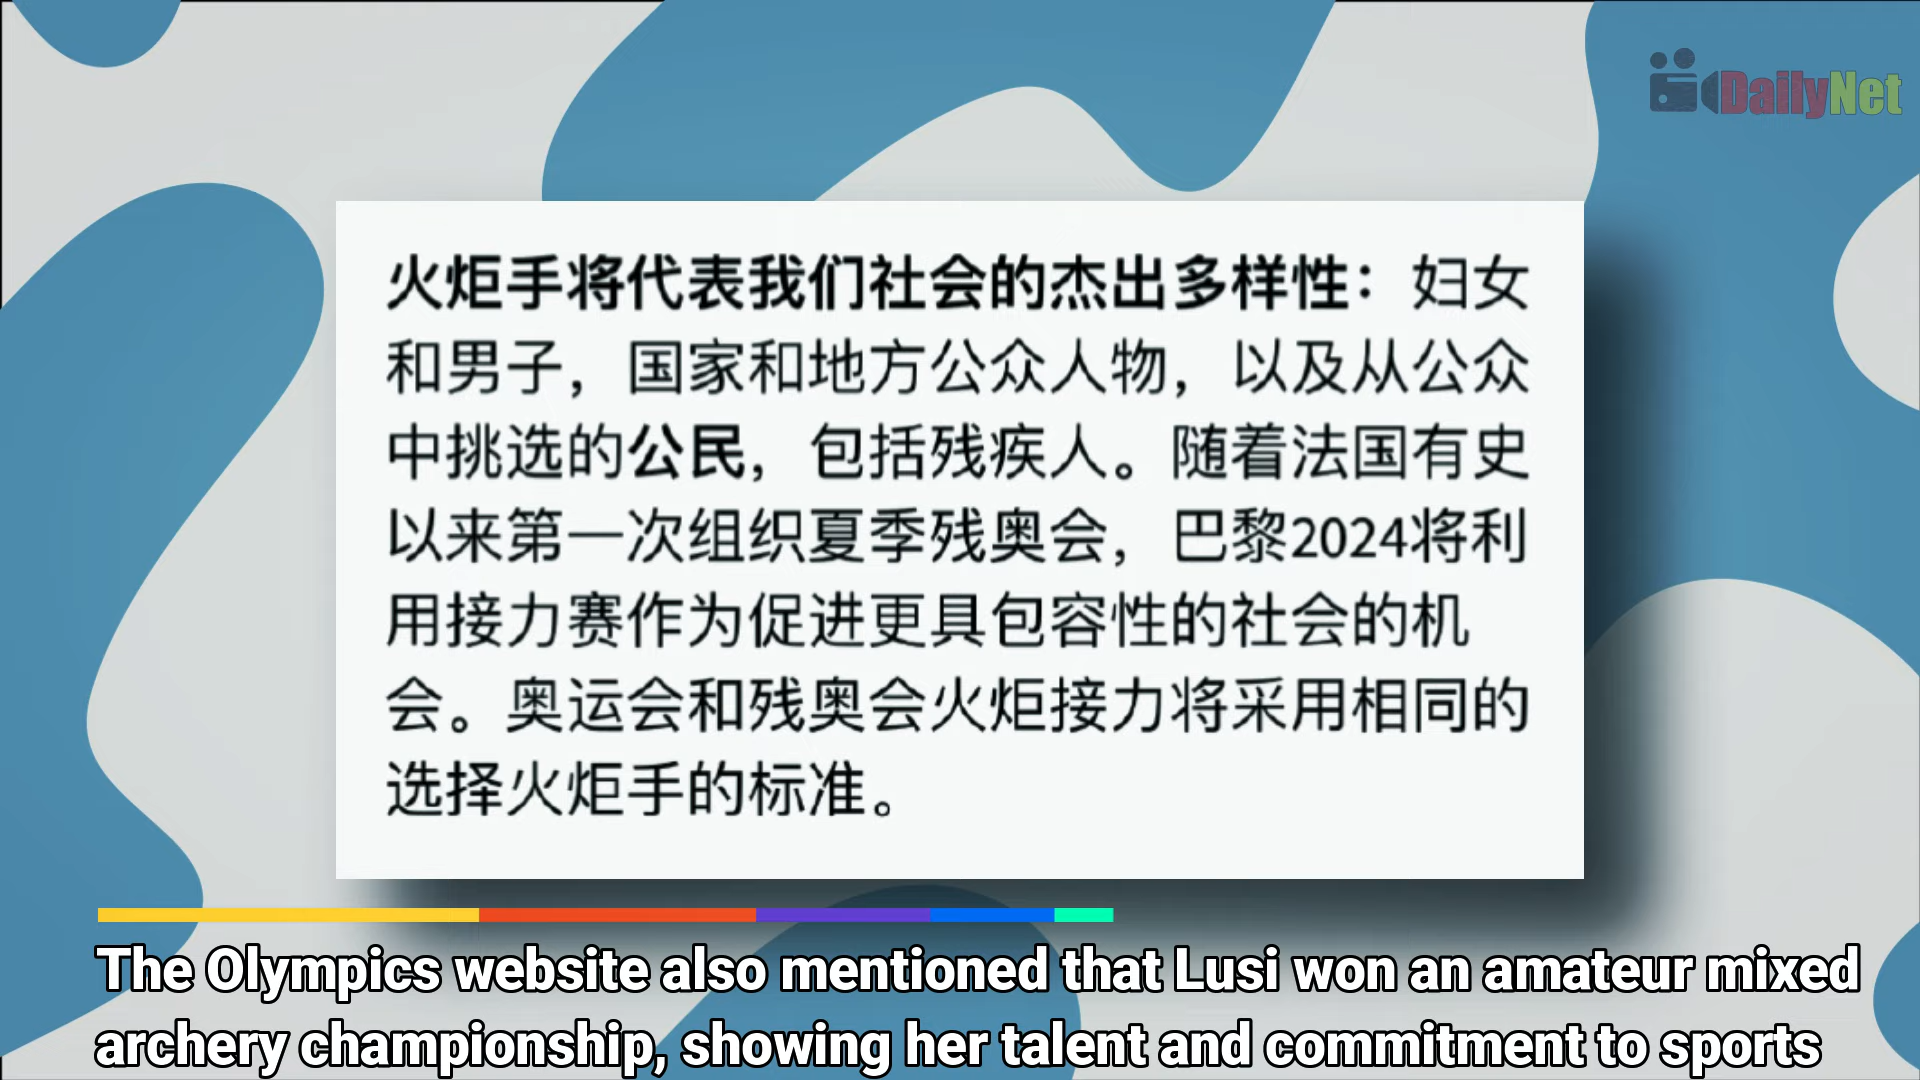 DailyNet
火炬手将代表我们社会的杰出多样性：妇女
和男子，国家和地方公众人物，以及从公众
中挑选的公民，包括残疾人。随着法国有史
以来第一次组织夏季残奥会，巴黎2024将利
用接力赛作为促进更具包容性的社会的机
会。奥运会和残奥会火炬接力将采用相同的
选择火炬手的标准。
The Olympics website also mentioned that Lusi won an amateur mixed
archery championship, showing her talent and commitment to sports